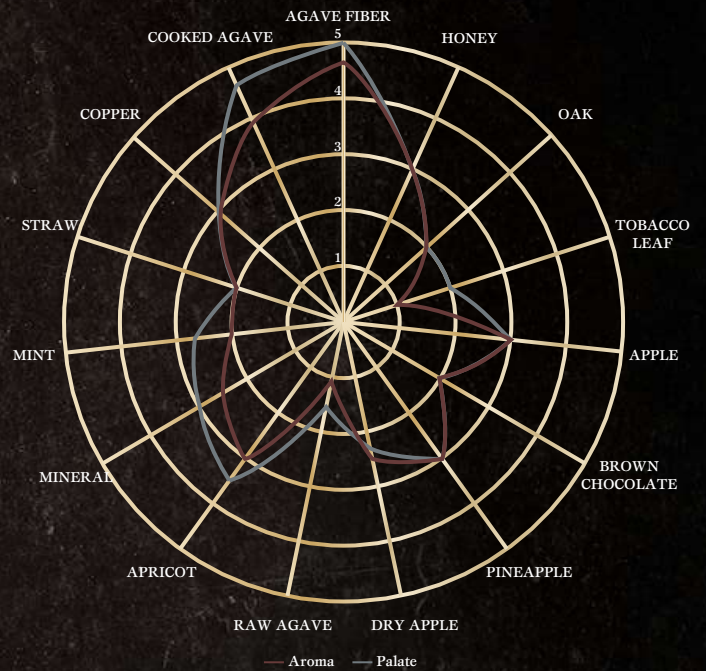 AGAVE FIBER
COOKED AGAVE
HONEY
5
COPPER
OAK
4
3
STRAW
2
TOBACCO
LEAF
1
MINT
APPLE
MINERAL
BROWN
CHOCOLATE
APRICOT
PINEAPPLE
RAW AGAVE
DRY APPLE
Aroma
Palate